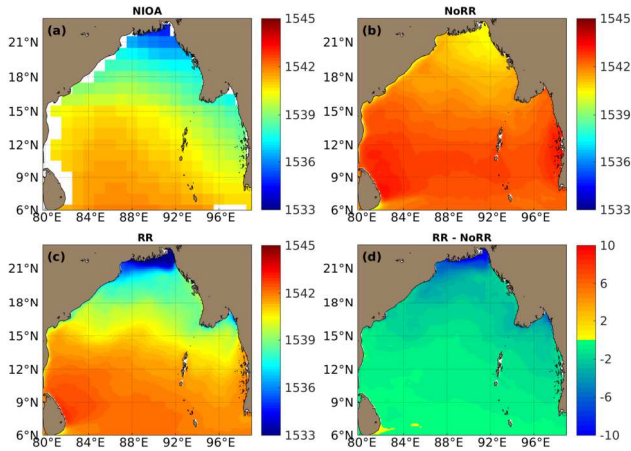 NIOA
NoRR
(a)
(b)
21°N
18°N
15°N
12°N
9°N
6°N
80°E
84°E
88°E
92°E
96°E
1545
1542
1539
1536
1533
21°N
18°N
15°N
12°N
9°N
6°N
80°E
84°E
88°E
92°E
96°E
1545
1542
1539
1536
1533
RR
RR - NoRR
(c)
(d)
21°N
18°N
15°N
12°N
9°N
6°N
80°E
84°E
88°E
92°E
96°E
1545
1542
1539
1536
1533
21°N
18°N
15°N
12°N
9°N
6°N
80°E
84°E
88°E
92°E
96°E
10
6
2
-2
-6
-10